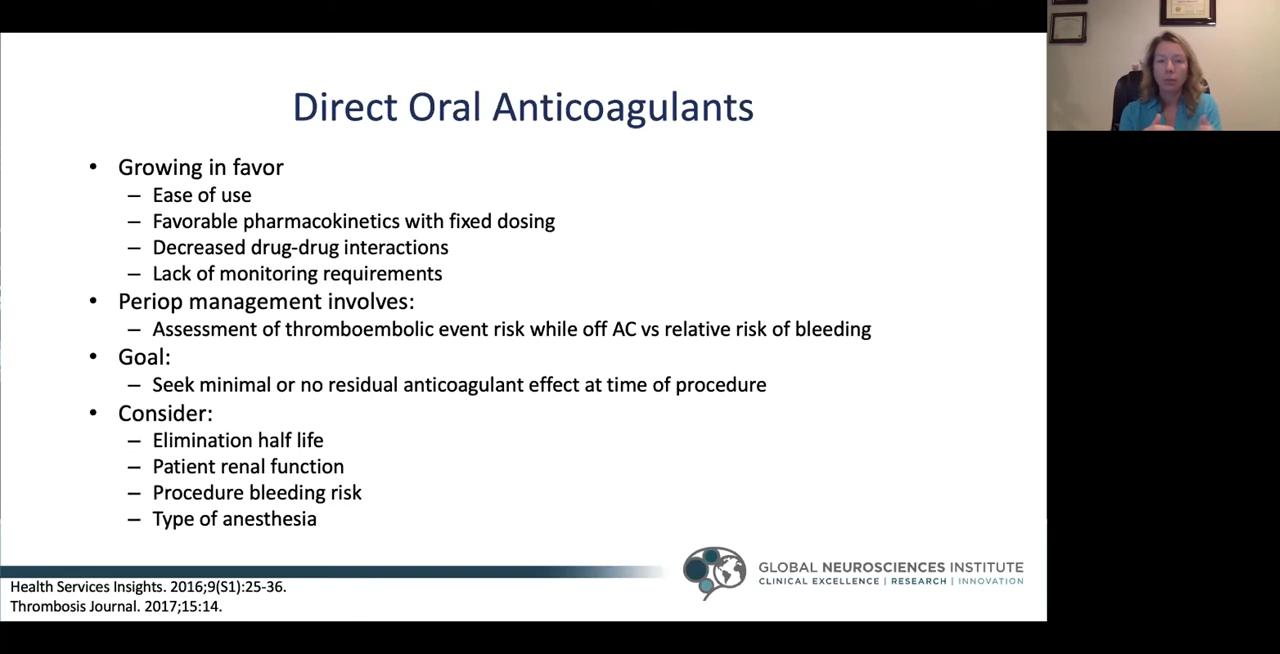 Direct Oral Anticoagulants
• Growing in favor
– Ease of use
– Favorable pharmacokinetics with fixed dosing
– Decreased drug-drug interactions
– Lack of monitoring requirements
• Periop management involves:
– Assessment of thromboembolic event risk while off AC vs relative risk of bleeding
• Goal:
– Seek minimal or no residual anticoagulant effect at time of procedure
• Consider:
– Elimination half life
– Patient renal function
– Procedure bleeding risk
– Type of anesthesia
GLOBAL NEUROSCIENCES INSTITUTE
CLINICAL EXCELLENCE | RESEARCH | INNOVATION
Health Services Insights. 2016;9(S1):25-36.
Thrombosis Journal. 2017;15:14.